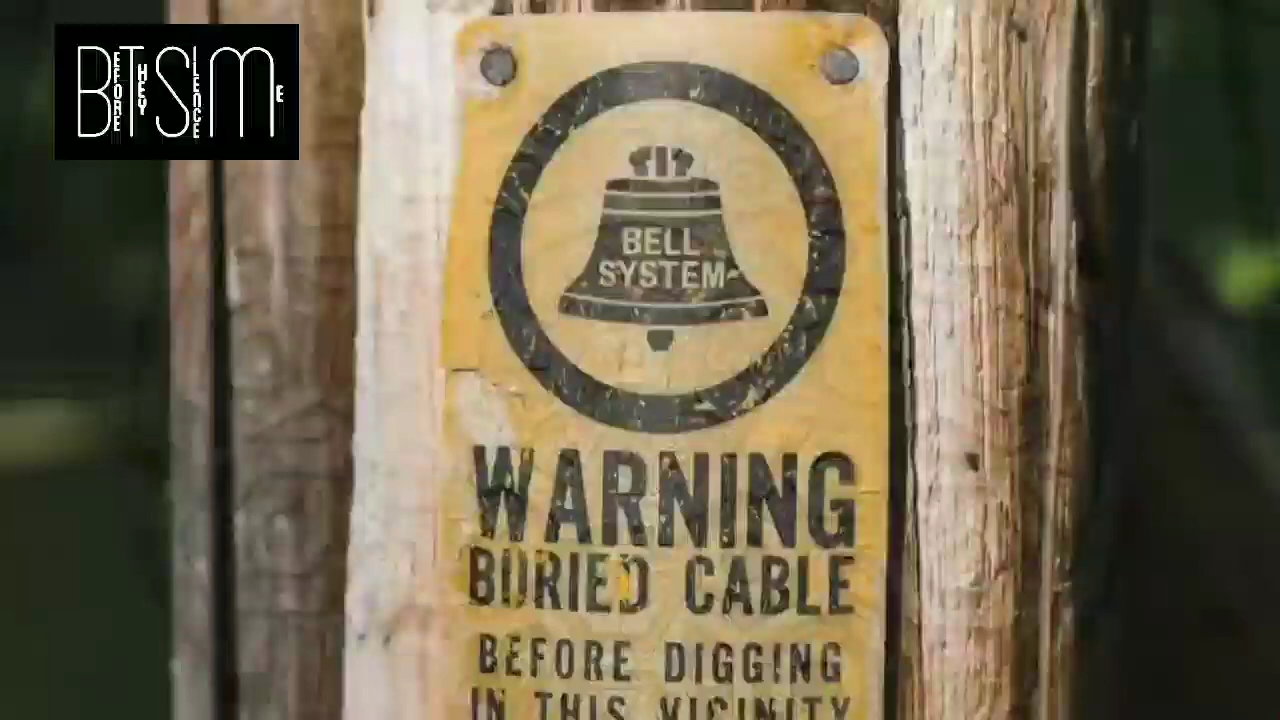 BTSIMe
BEFORE THEY SILENCE Me
BELL
SYSTEM
WARNING
BURIED CABLE
BEFORE DIGGING
IN THIS VICINITY